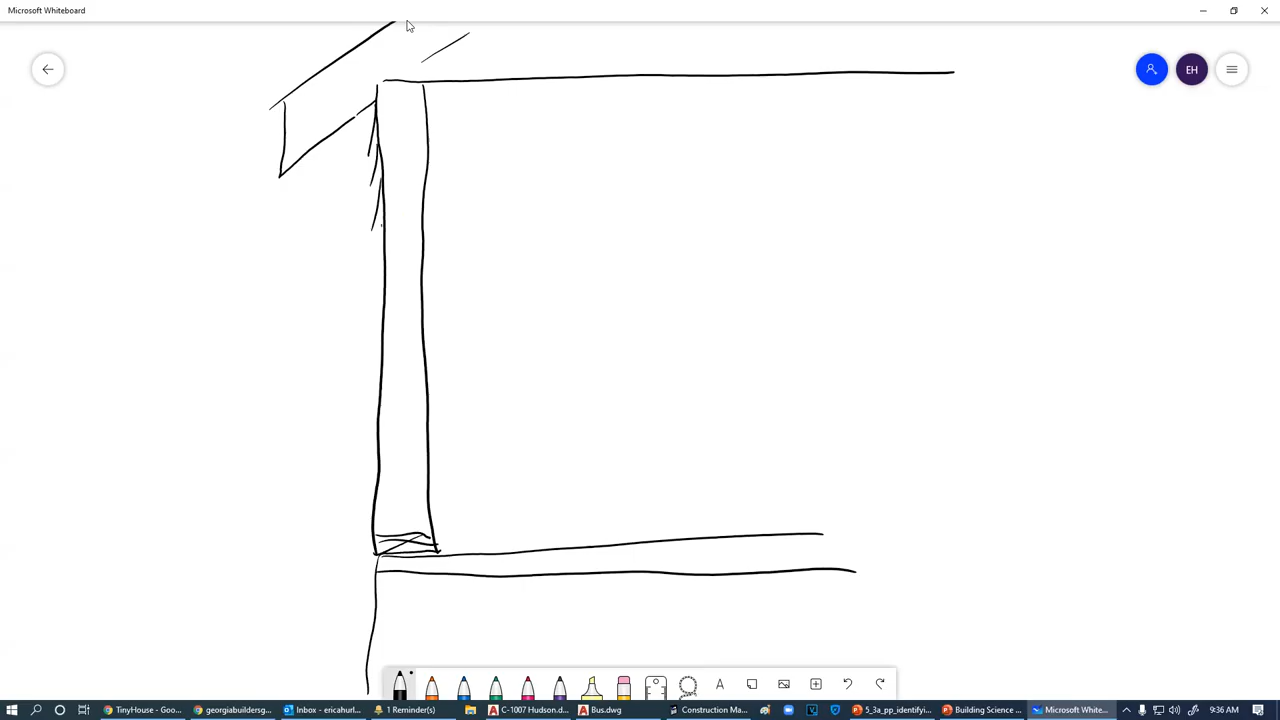 Microsoft Whiteboard
EH
A
TinyHouse - Goo...
georgiabuildersg...
Inbox - ericahurl...
1 Reminder(s)
C-1007 Hudson.d...
Bus.dwg
Construction Ma...
5_3a_pp_identifyi...
Building Science ...
Microsoft White...
9:36 AM